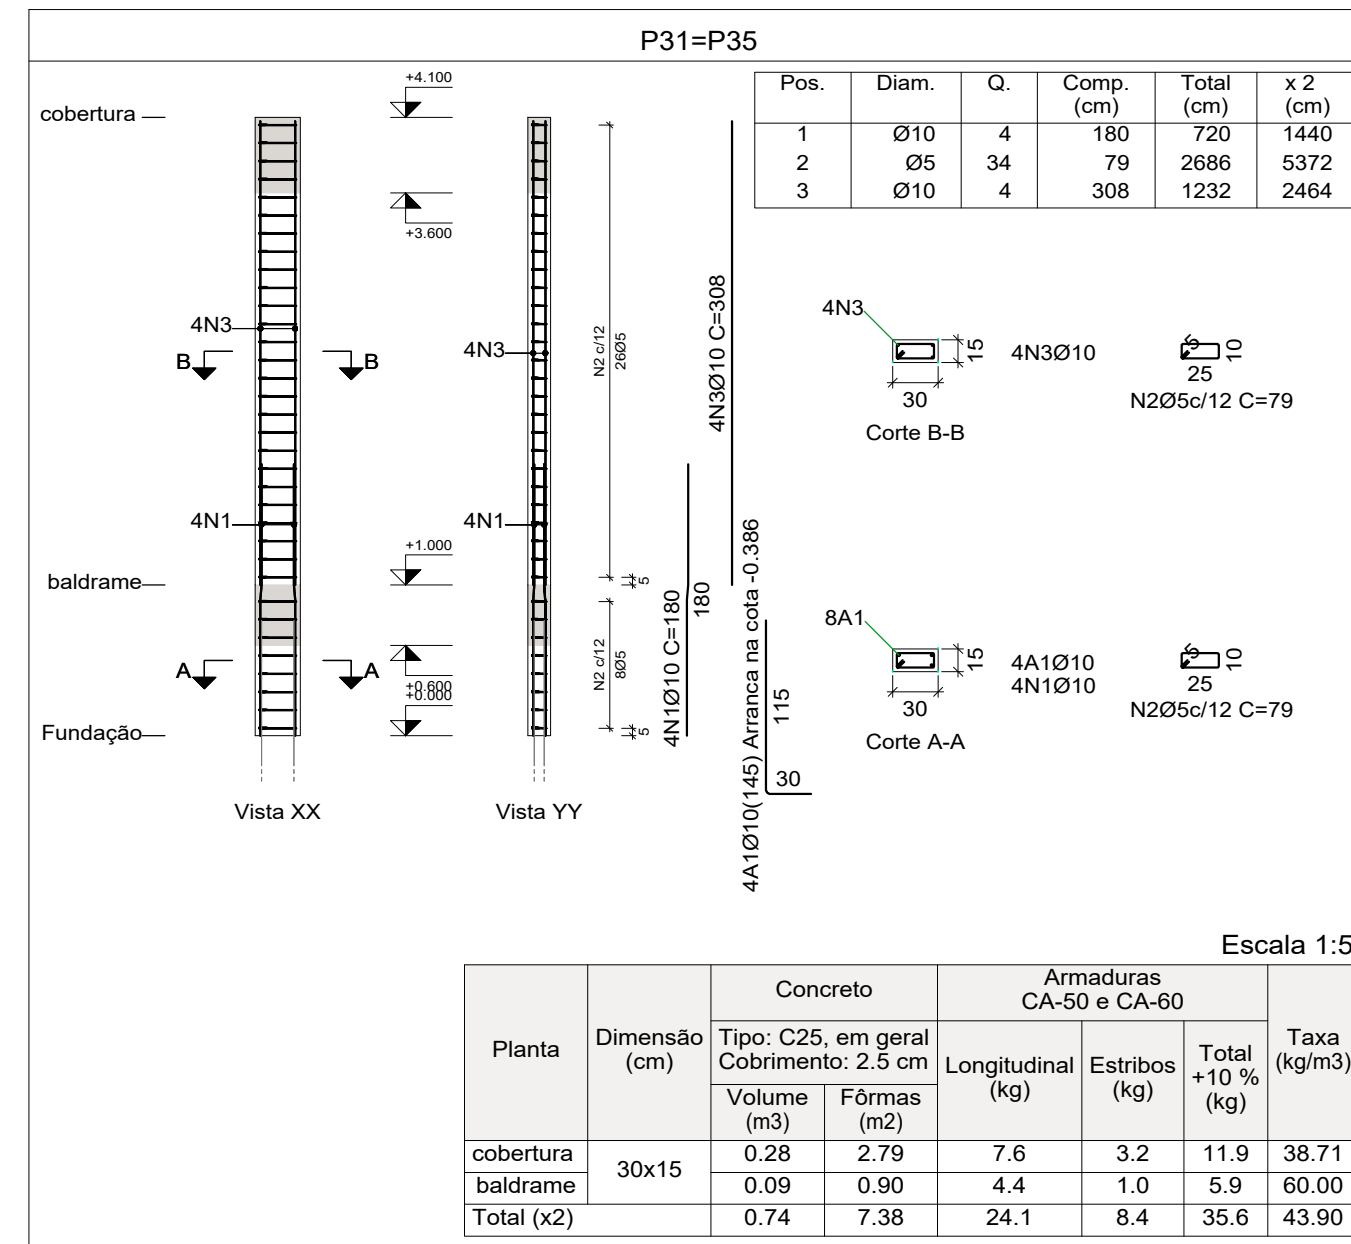 P31=P35
Pos. Diam. Q. Comp. (cm) Total (cm) x 2 (cm)
1 Ø10 4 180 720 1440
2 Ø5 34 79 2686 5372
3 Ø10 4 308 1232 2464
cobertura
+4.100
+3.600
4N3
B B
4N1
baldrame
+1.000
A A
+0.600
+0.000
Fundação
Vista XX
4N3
4N1
Vista YY
N2 c/12
26Ø5
5
N2 c/12
8Ø5
5
4N1Ø10 C=180
180
4N3Ø10 C=308
4A1Ø10(145) Arranca na cota -0.386
115
30
4N3
15
30
4N3Ø10
Corte B-B
5
10
25
N2Ø5c/12 C=79
8A1
15
30
4A1Ø10
4N1Ø10
Corte A-A
5
10
25
N2Ø5c/12 C=79
Escala 1:5
Planta
Dimensão
(cm)
Concreto
Tipo: C25, em geral
Cobrimento: 2.5 cm
Volume
(m3)
Fôrmas
(m2)
Armaduras
CA-50 e CA-60
Longitudinal
(kg)
Estribos
(kg)
Total
+10 %
(kg)
Taxa
(kg/m3)
cobertura 30x15 0.28 2.79 7.6 3.2 11.9 38.71
baldrame 0.09 0.90 4.4 1.0 5.9 60.00
Total (x2) 0.74 7.38 24.1 8.4 35.6 43.90